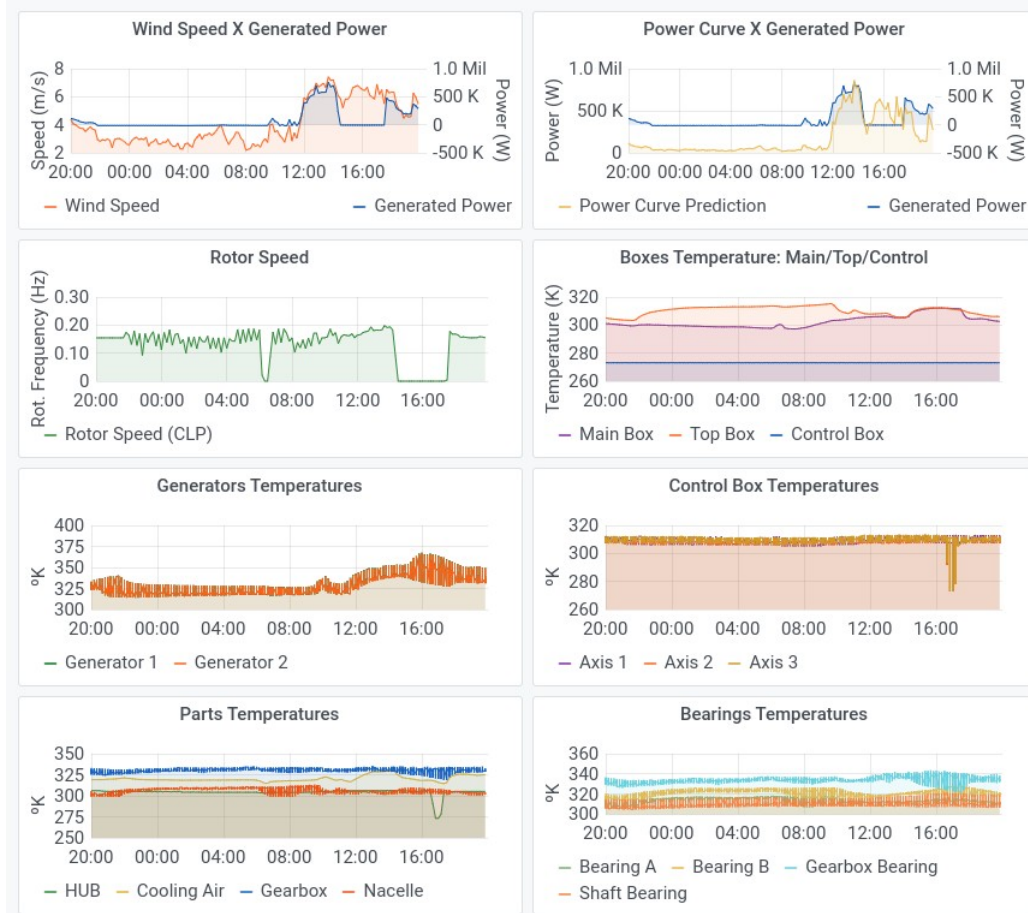 Wind Speed X Generated Power
Speed (m/s)
8
6
4
2
1.0 Mil
500 K
0
-500 K
Power (W)
20:00 00:00 04:00 08:00 12:00 16:00
Wind Speed Generated Power
Power Curve X Generated Power
Power (W)
1.0 Mil
500 K
0
1.0 Mil
500 K
0
-500 K
Power (W)
20:00 00:00 04:00 08:00 12:00 16:00
Power Curve Prediction Generated Power
Rotor Speed
Rot. Frequency (Hz)
0.30
0.20
0.10
0
20:00 00:00 04:00 08:00 12:00 16:00
Rotor Speed (CLP)
Boxes Temperature: Main/Top/Control
Temperature (K)
320
300
280
260
20:00 00:00 04:00 08:00 12:00 16:00
Main Box Top Box Control Box
Generators Temperatures
ºK
400
375
350
325
300
20:00 00:00 04:00 08:00 12:00 16:00
Generator 1 Generator 2
Control Box Temperatures
ºK
320
300
280
260
20:00 00:00 04:00 08:00 12:00 16:00
Axis 1 Axis 2 Axis 3
Parts Temperatures
ºK
350
325
300
275
250
20:00 00:00 04:00 08:00 12:00 16:00
HUB Cooling Air Gearbox Nacelle
Bearings Temperatures
ºK
360
340
320
300
20:00 00:00 04:00 08:00 12:00 16:00
Bearing A Bearing B Gearbox Bearing
Shaft Bearing